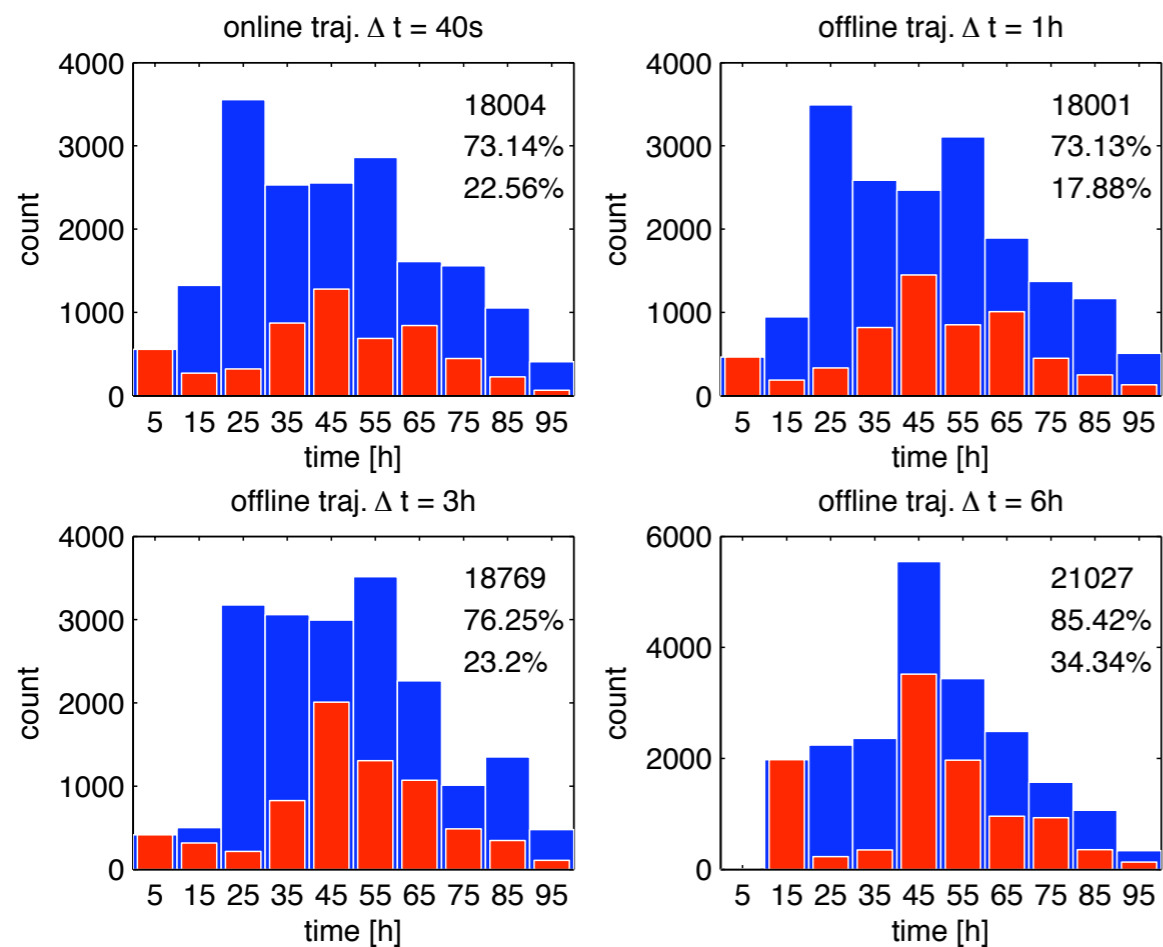 online traj. Δ t = 40s
4000
3000
2000
1000
0
count
18004
73.14%
22.56%
5 15 25 35 45 55 65 75 85 95
time [h]
offline traj. Δ t = 1h
4000
3000
2000
1000
0
count
18001
73.13%
17.88%
5 15 25 35 45 55 65 75 85 95
time [h]
offline traj. Δ t = 3h
4000
3000
2000
1000
0
count
18769
76.25%
23.2%
5 15 25 35 45 55 65 75 85 95
time [h]
offline traj. Δ t = 6h
6000
4000
2000
0
count
21027
85.42%
34.34%
5 15 25 35 45 55 65 75 85 95
time [h]